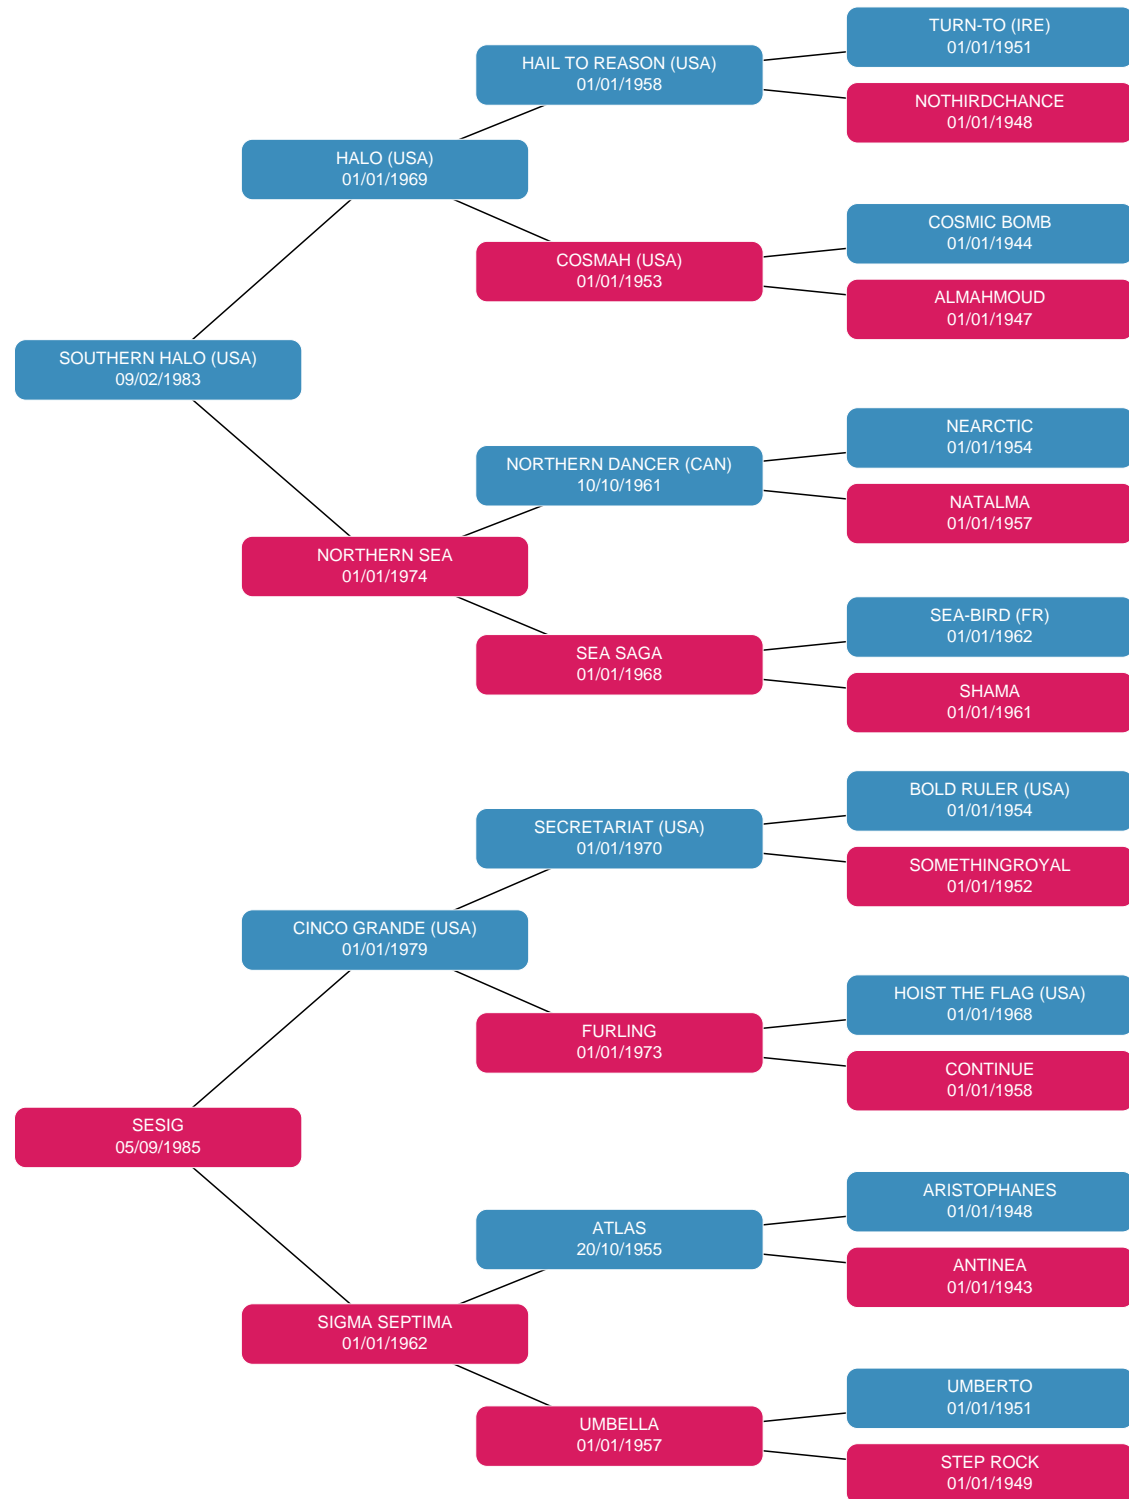 TURN-TO (IRE)
01/01/1951
HAIL TO REASON (USA)
01/01/1958
NOTHIRDCHANCE
01/01/1948
HALO (USA)
01/01/1969
COSMIC BOMB
01/01/1944
COSMAH (USA)
01/01/1953
ALMAHMOUD
01/01/1947
SOUTHERN HALO (USA)
09/02/1983
NEARCTIC
01/01/1954
NORTHERN DANCER (CAN)
10/10/1961
NATALMA
01/01/1957
NORTHERN SEA
01/01/1974
SEA-BIRD (FR)
01/01/1962
SEA SAGA
01/01/1968
SHAMA
01/01/1961
BOLD RULER (USA)
01/01/1954
SECRETARIAT (USA)
01/01/1970
SOMETHINGROYAL
01/01/1952
CINCO GRANDE (USA)
01/01/1979
HOIST THE FLAG (USA)
01/01/1968
FURLING
01/01/1973
CONTINUE
01/01/1958
SESIG
05/09/1985
ARISTOPHANES
01/01/1948
ATLAS
20/10/1955
ANTINEA
01/01/1943
SIGMA SEPTIMA
01/01/1962
UMBERTO
01/01/1951
UMBELLA
01/01/1957
STEP ROCK
01/01/1949